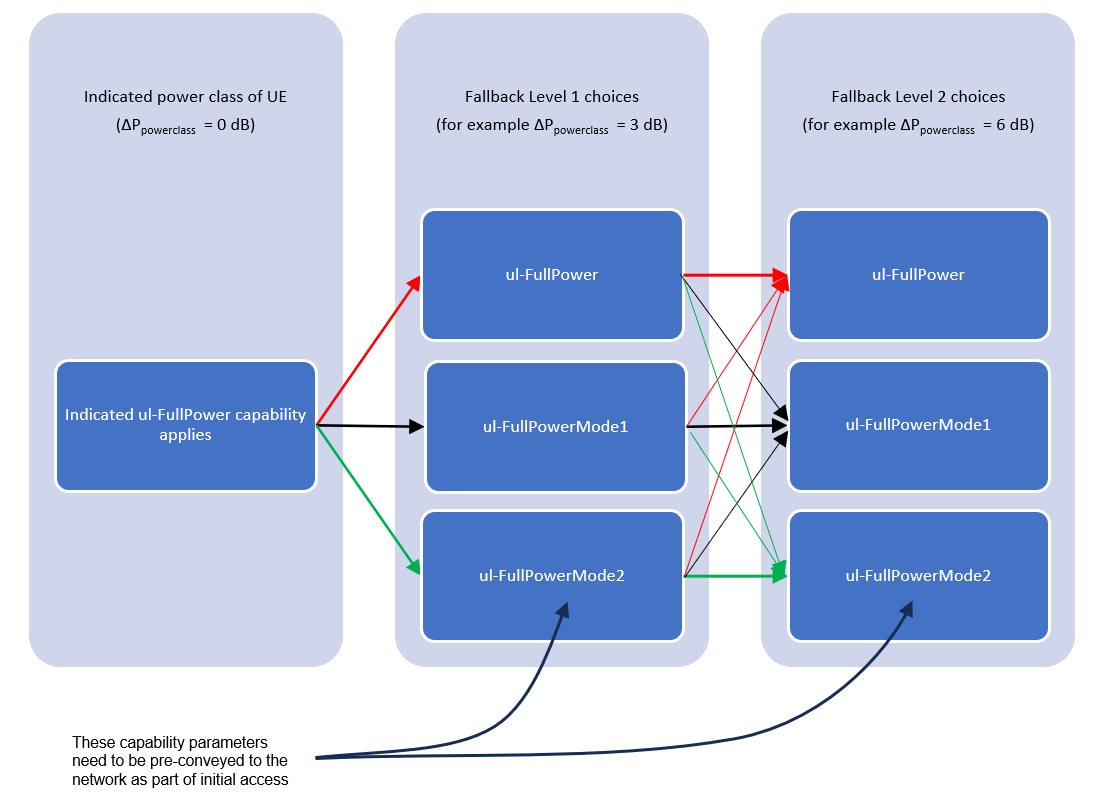 Indicated power class of UE
(ΔPpowerclass = 0 dB)
Indicated ul-FullPower capability
applies
Fallback Level 1 choices
(for example ΔPpowerclass = 3 dB)
ul-FullPower
ul-FullPowerMode1
ul-FullPowerMode2
Fallback Level 2 choices
(for example ΔPpowerclass = 6 dB)
ul-FullPower
ul-FullPowerMode1
ul-FullPowerMode2
These capability parameters
need to be pre-conveyed to the
network as part of initial access